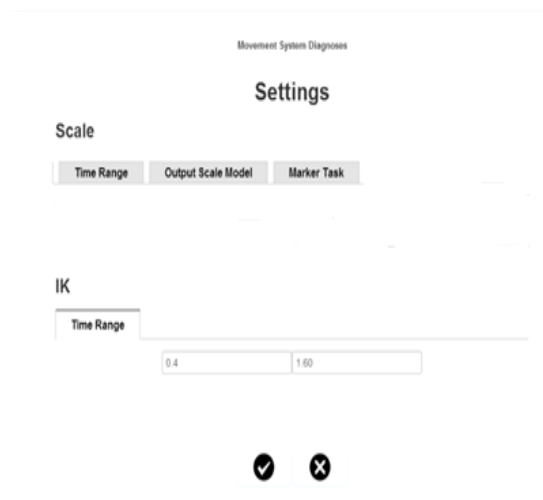 Movement System Diagnoses
Settings
Scale
Time Range Output Scale Model Marker Task
IK
Time Range
0.4 1.60